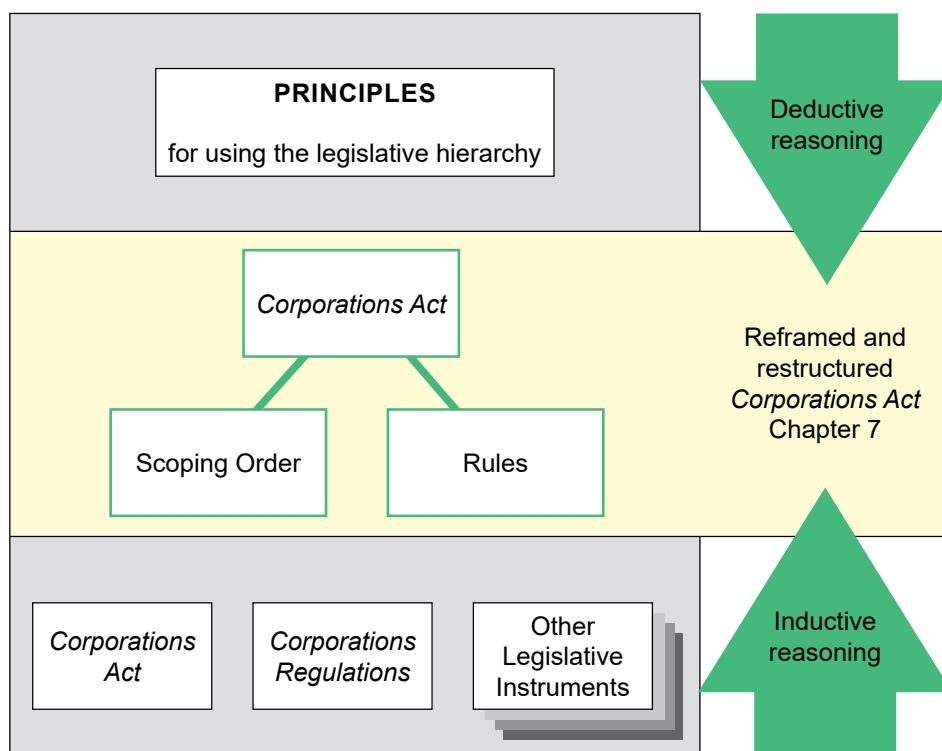 PRINCIPLES
for using the legislative hierarchy
Deductive
reasoning
Corporations Act
Scoping Order
Rules
Reframed and
restructured
Corporations Act
Chapter 7
Corporations
Act
Corporations
Regulations
Other
Legislative
Instruments
Inductive
reasoning